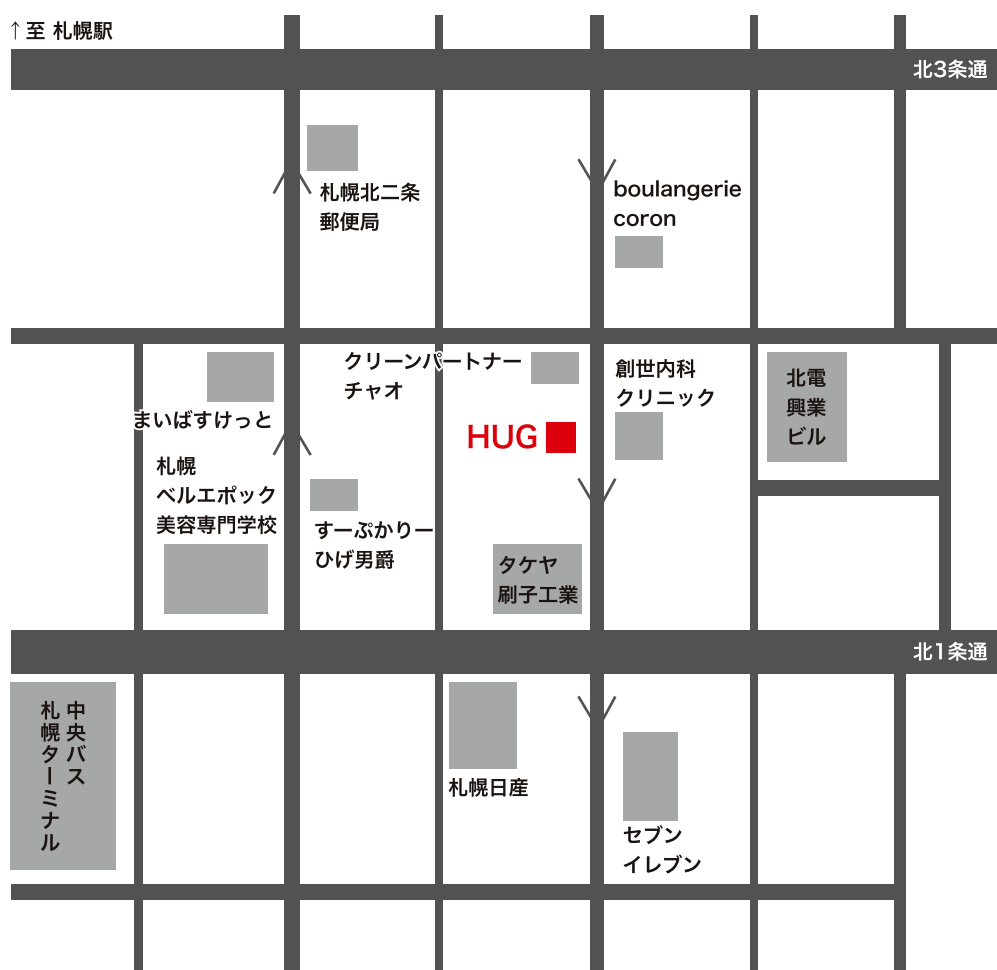 ↑至 札幌駅
北3条通
札幌北二条
郵便局
boulangerie
coron
クリーンパートナー
チャオ
創世内科
クリニック
北電
興業
ビル
まいばすけっと
HUG
札幌
ベルエポック
美容専門学校
すーぷかりー
ひげ男爵
タケヤ
刷子工業
北1条通
中央バス
札幌ターミナル
札幌日産
セブン
イレブン